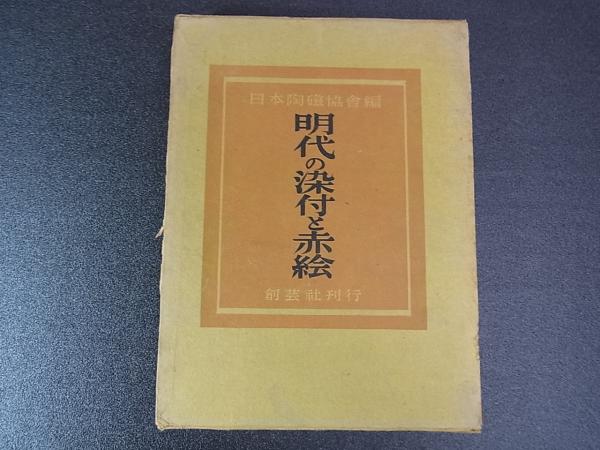 日本陶磁協會編
明代の染付と赤絵
創芸社刊行